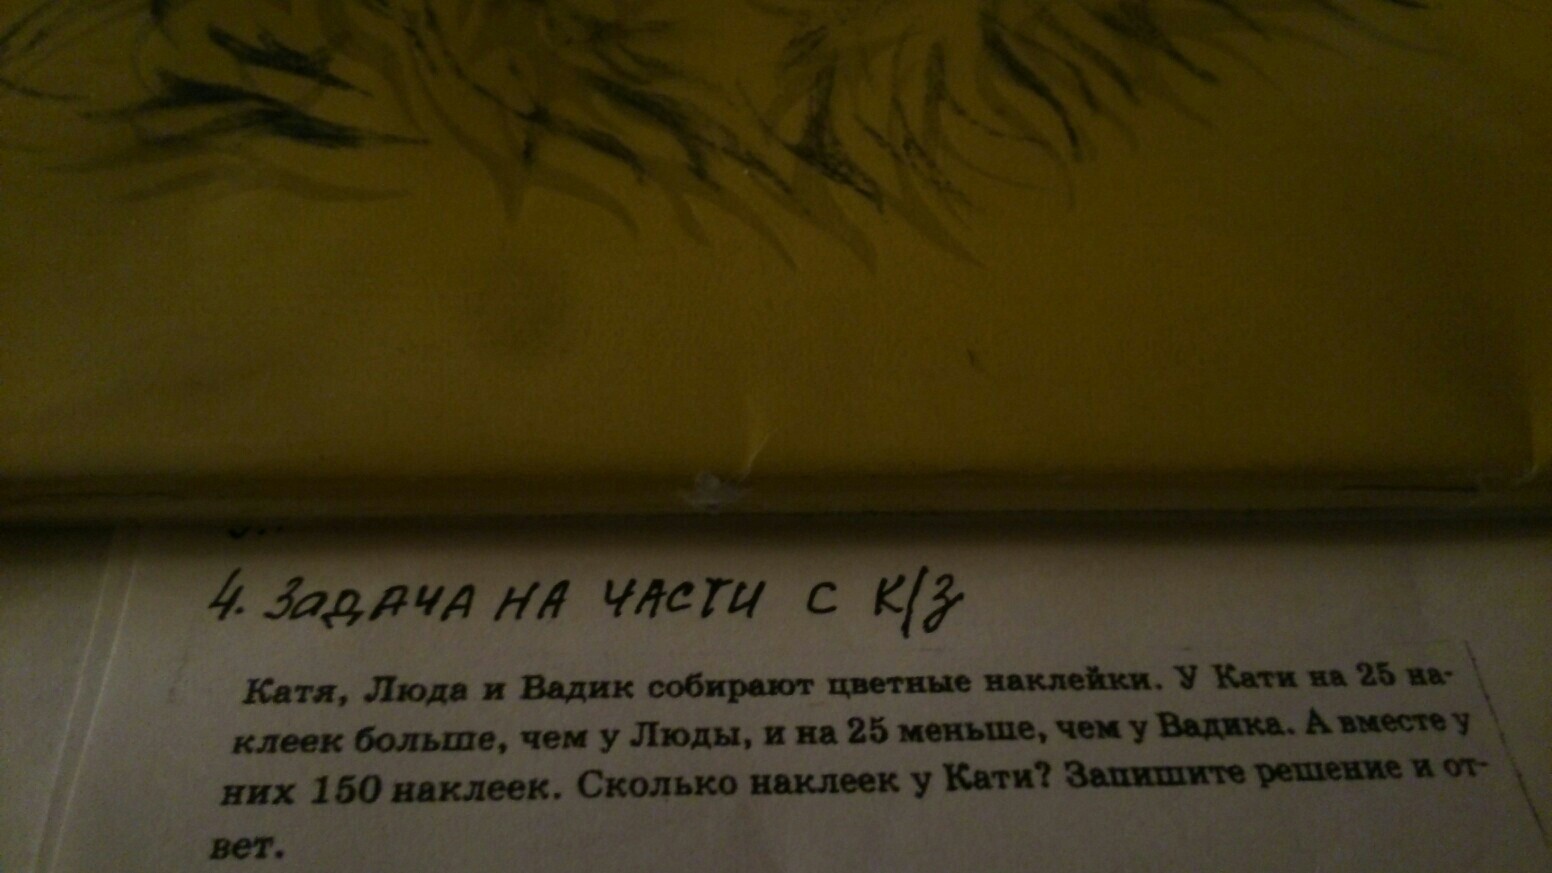 4. ЗАДАЧА НА ЧАСТИ С К/З
Катя, Люда и Вадик собирают цветные наклейки. У Кати на 25 на-
клеек больше, чем у Люды, и на 25 меньше, чем у Вадика. А вместе у
них 150 наклеек. Сколько наклеек у Кати? Запишите решение и от-
вет.